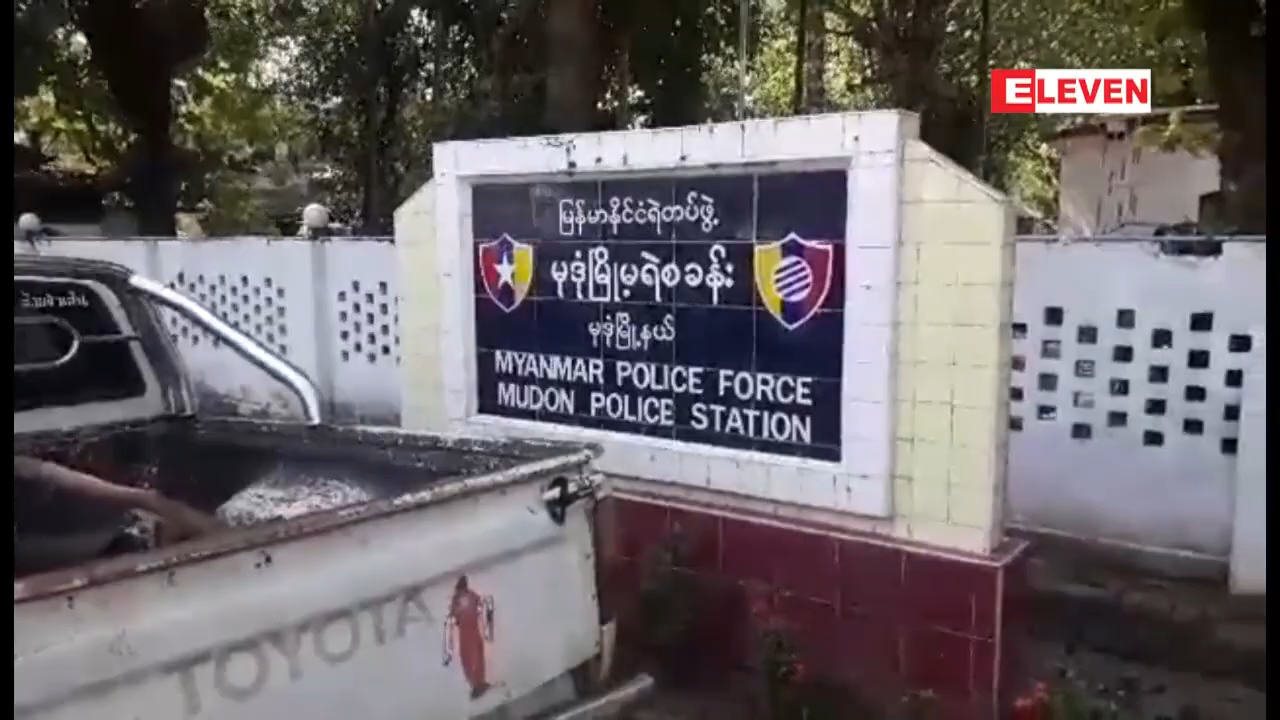 ELEVEN
မြန်မာနိုင်ငံရဲတပ်ဖွဲ့
မုဒုံမြို့မရဲစခန်း
မုဒုံမြို့နယ်
MYANMAR POLICE FORCE
MUDON POLICE STATION
TOYOTA